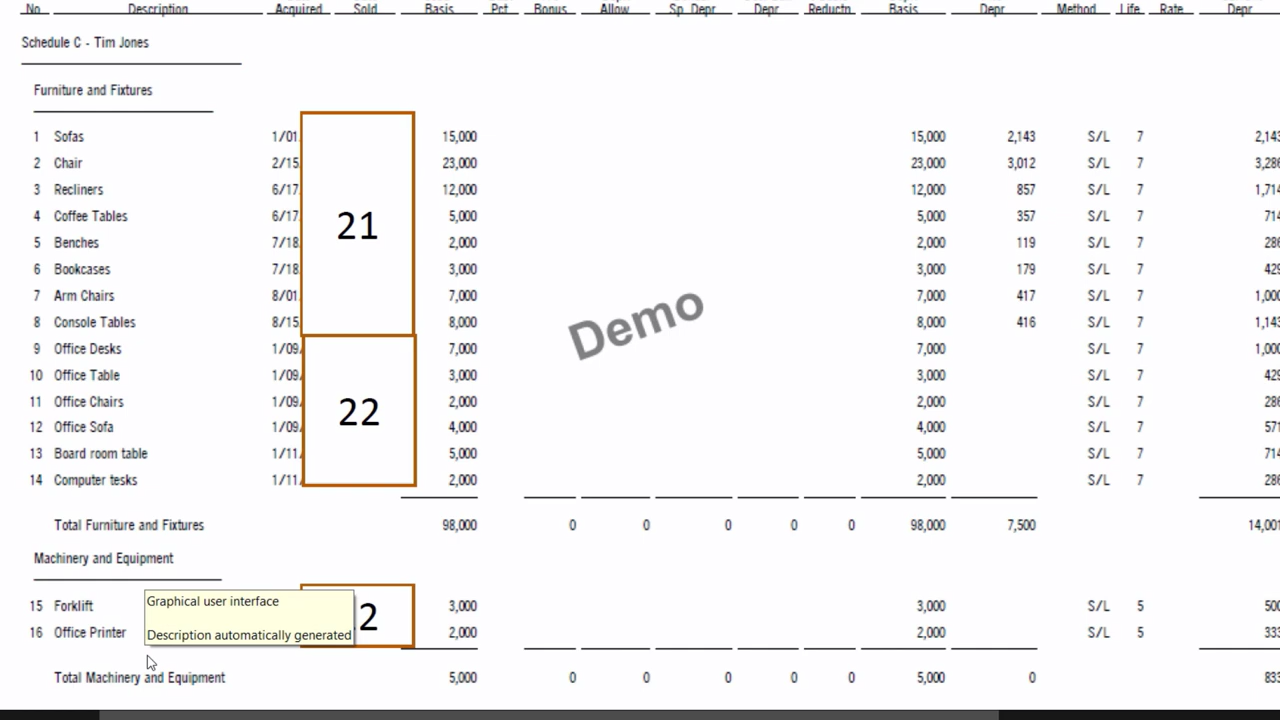 No. Description Acquired Sold Basis Pct. Bonus Allow Sp. Depr. Depr. Reductn. Basis Depr. Method Life Rate Depr.
Schedule C - Tim Jones
Furniture and Fixtures
1 Sofas 1/01 15,000 15,000 2,143 S/L 7 2,143
2 Chair 2/15 23,000 23,000 3,012 S/L 7 3,286
3 Recliners 6/17 12,000 12,000 857 S/L 7 1,714
4 Coffee Tables 6/17 5,000 5,000 357 S/L 7 714
5 Benches 7/18 2,000 2,000 119 S/L 7 286
6 Bookcases 7/18 3,000 3,000 179 S/L 7 429
7 Arm Chairs 8/01 7,000 7,000 417 S/L 7 1,000
8 Console Tables 8/15 8,000 8,000 416 S/L 7 1,143
21
9 Office Desks 1/09/ 7,000 7,000 S/L 7 1,000
10 Office Table 1/09/ 3,000 3,000 S/L 7 429
11 Office Chairs 1/09/ 2,000 2,000 S/L 7 286
12 Office Sofa 1/09/ 4,000 4,000 S/L 7 571
13 Board room table 1/11/ 5,000 5,000 S/L 7 714
14 Computer tesks 1/11/ 2,000 2,000 S/L 7 286
22
Demo
Total Furniture and Fixtures 98,000 0 0 0 0 0 98,000 7,500 14,001
Machinery and Equipment
15 Forklift 3,000 3,000 S/L 5 500
16 Office Printer 2,000 2,000 S/L 5 333
2
Graphical user interface
Description automatically generated
Total Machinery and Equipment 5,000 0 0 0 0 0 5,000 0 833